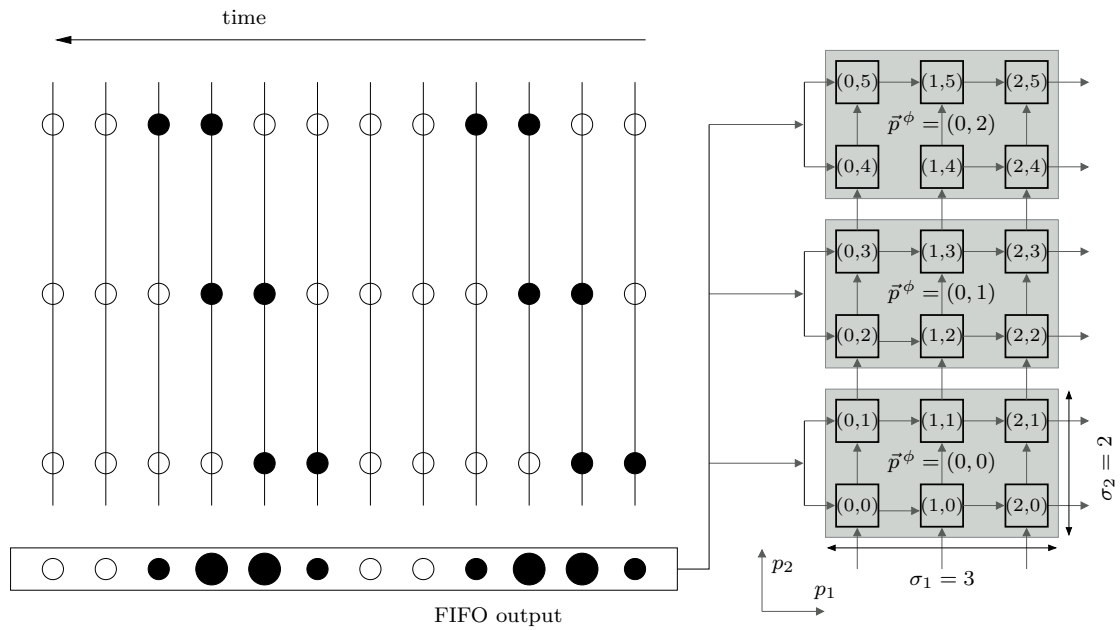 time
(0,5) (1,5) (2,5)
p⃗^ϕ = (0, 2)
(0,4) (1,4) (2,4)
(0,3) (1,3) (2,3)
p⃗^ϕ = (0, 1)
(0,2) (1,2) (2,2)
(0,1) (1,1) (2,1)
p⃗^ϕ = (0, 0)
σ₂ = 2
(0,0) (1,0) (2,0)
p₂
σ₁ = 3
p₁
FIFO output